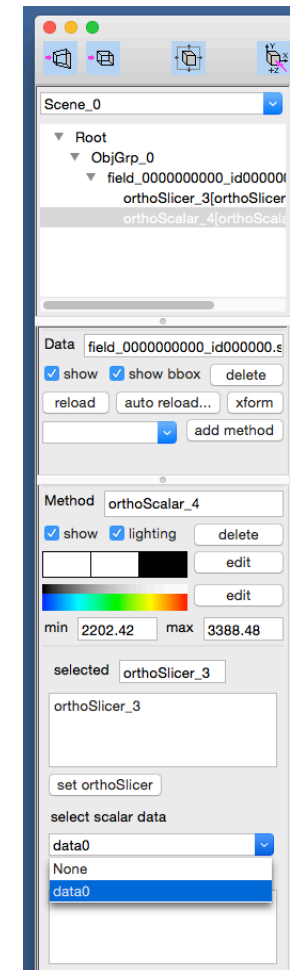 Y
X
+Z
Scene_0
Root
ObjGrp_0
field_0000000000_id000000
orthoSlicer_3[orthoSlicer
orthoScalar_4[orthoScala
Data field_0000000000_id000000.s
show show bbox delete
reload auto reload... xform
add method
Method orthoScalar_4
show lighting delete
edit
edit
min 2202.42 max 3388.48
selected orthoSlicer_3
orthoSlicer_3
set orthoSlicer
select scalar data
data0
None
data0